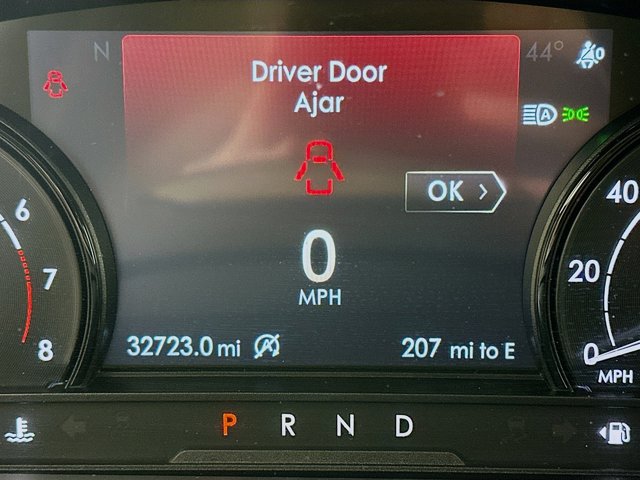 N
44°
Driver Door
Ajar
A
OK
6
7
8
40
20
0
MPH
0
MPH
32723.0 mi
A
207 mi to E
P R N D